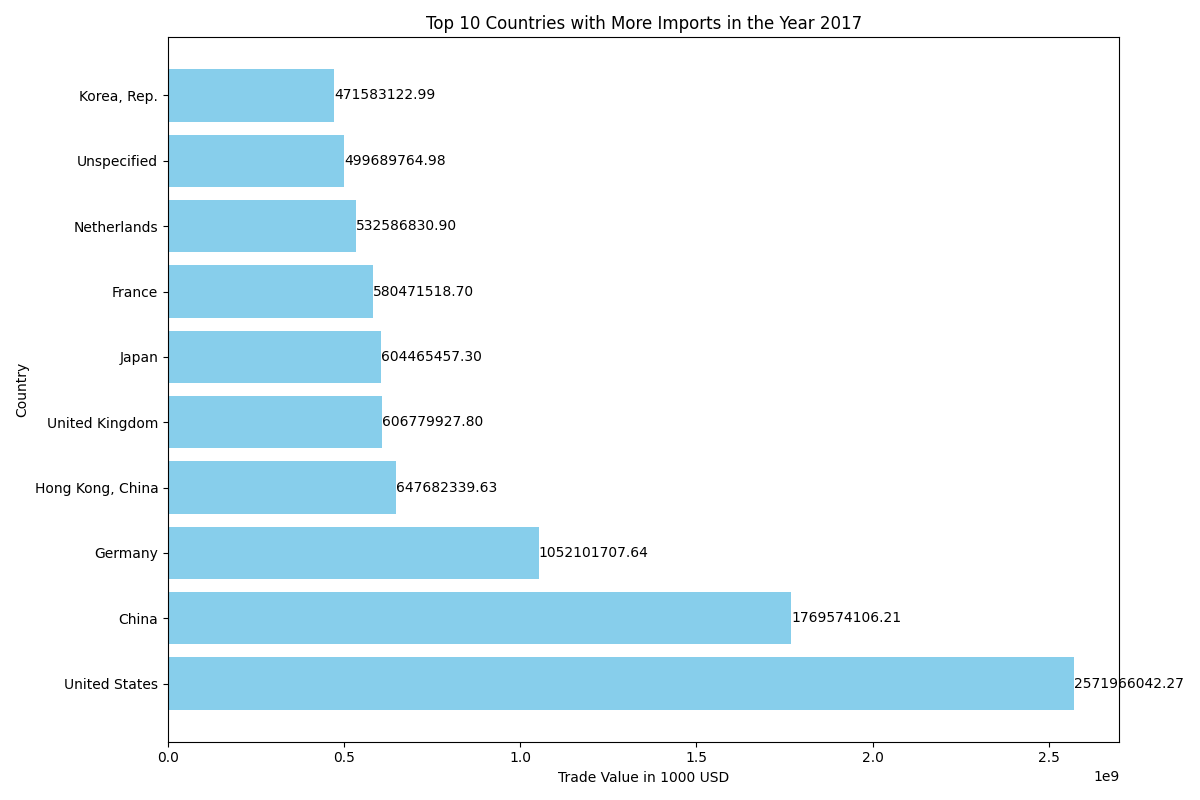 Top 10 Countries with More Imports in the Year 2017
Country
Korea, Rep. 471583122.99
Unspecified 499689764.98
Netherlands 532586830.90
France 580471518.70
Japan 604465457.30
United Kingdom 606779927.80
Hong Kong, China 647682339.63
Germany 1052101707.64
China 1769574106.21
United States 2571966042.27
0.0 0.5 1.0 1.5 2.0 2.5
1e9
Trade Value in 1000 USD